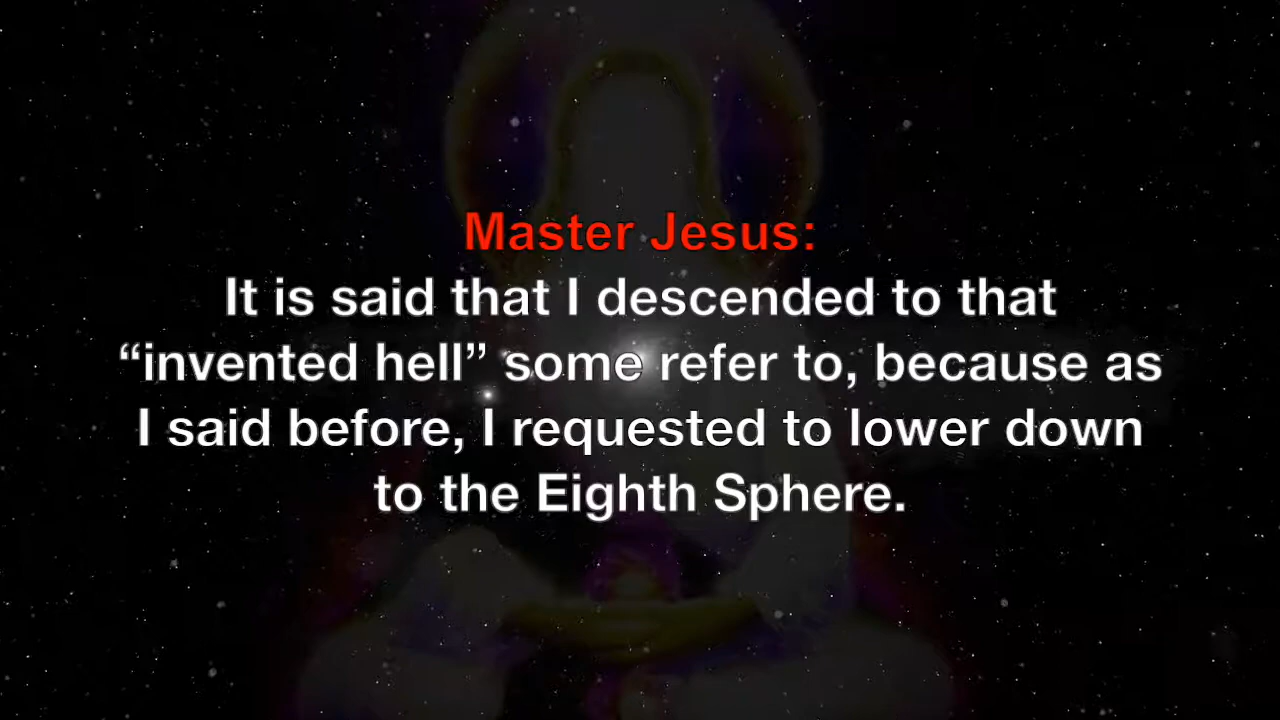 Master Jesus:
It is said that I descended to that
“invented hell” some refer to, because as
I said before, I requested to lower down
to the Eighth Sphere.